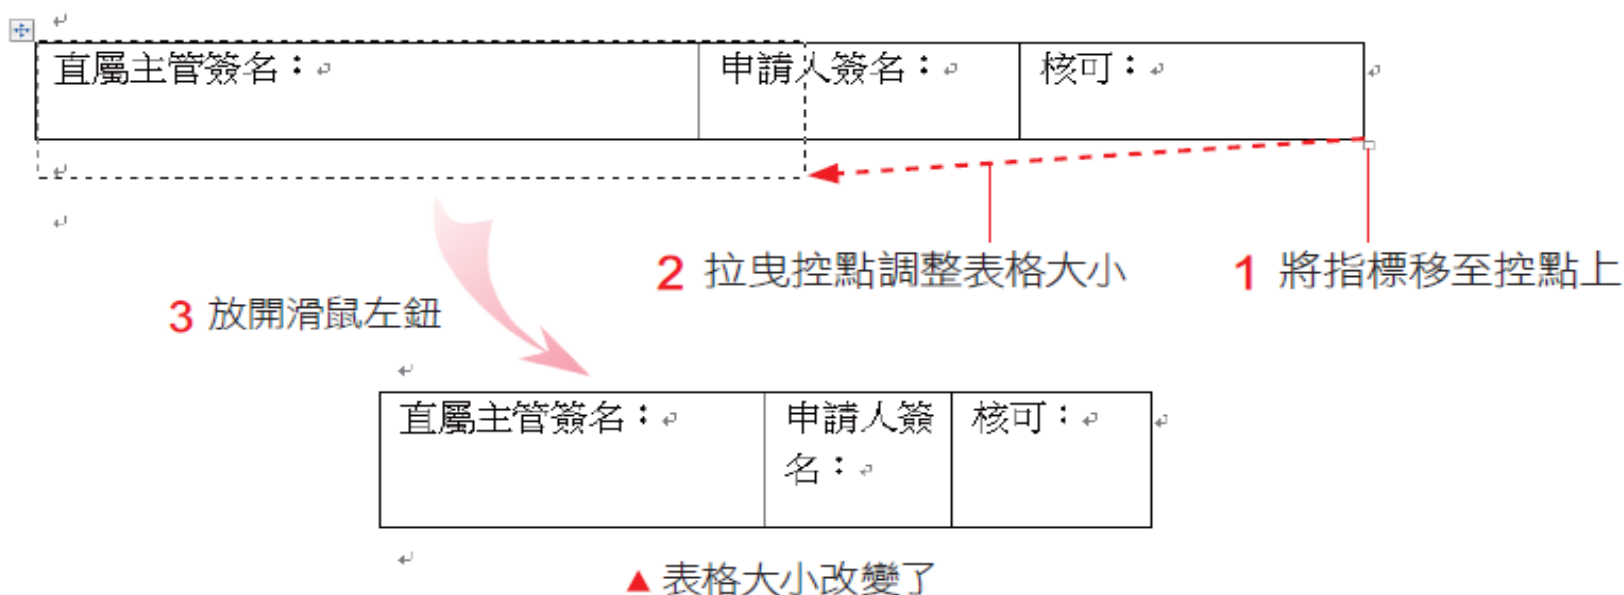 直屬主管簽名：
申請人簽名：
核可：
2 拉曳控點調整表格大小
1 將指標移至控點上
3 放開滑鼠左鈕
直屬主管簽名：
申請人簽
名：
核可：
▲ 表格大小改變了